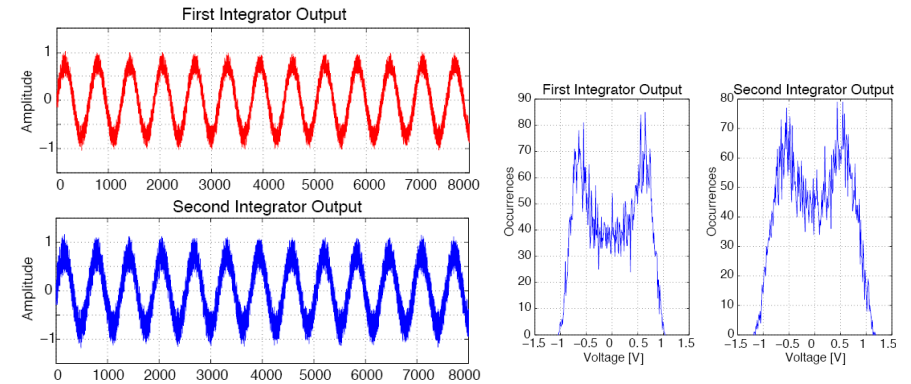 First Integrator Output
Amplitude
1
0
−1
0 1000 2000 3000 4000 5000 6000 7000 8000
Second Integrator Output
Amplitude
1
0
−1
0 1000 2000 3000 4000 5000 6000 7000 8000
First Integrator Output
Occurrences
90
80
70
60
50
40
30
20
10
0
−1.5 −1 −0.5 0 0.5 1 1.5
Voltage [V]
Second Integrator Output
Occurrences
80
70
60
50
40
30
20
10
0
−1.5 −1 −0.5 0 0.5 1 1.5
Voltage [V]